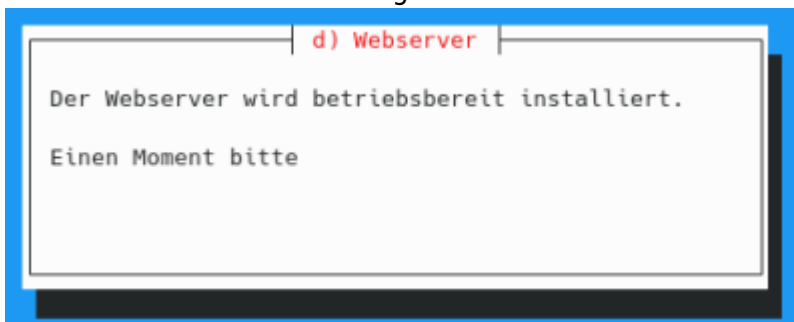 d) Webserver
Der Webserver wird betriebsbereit installiert.
Einen Moment bitte